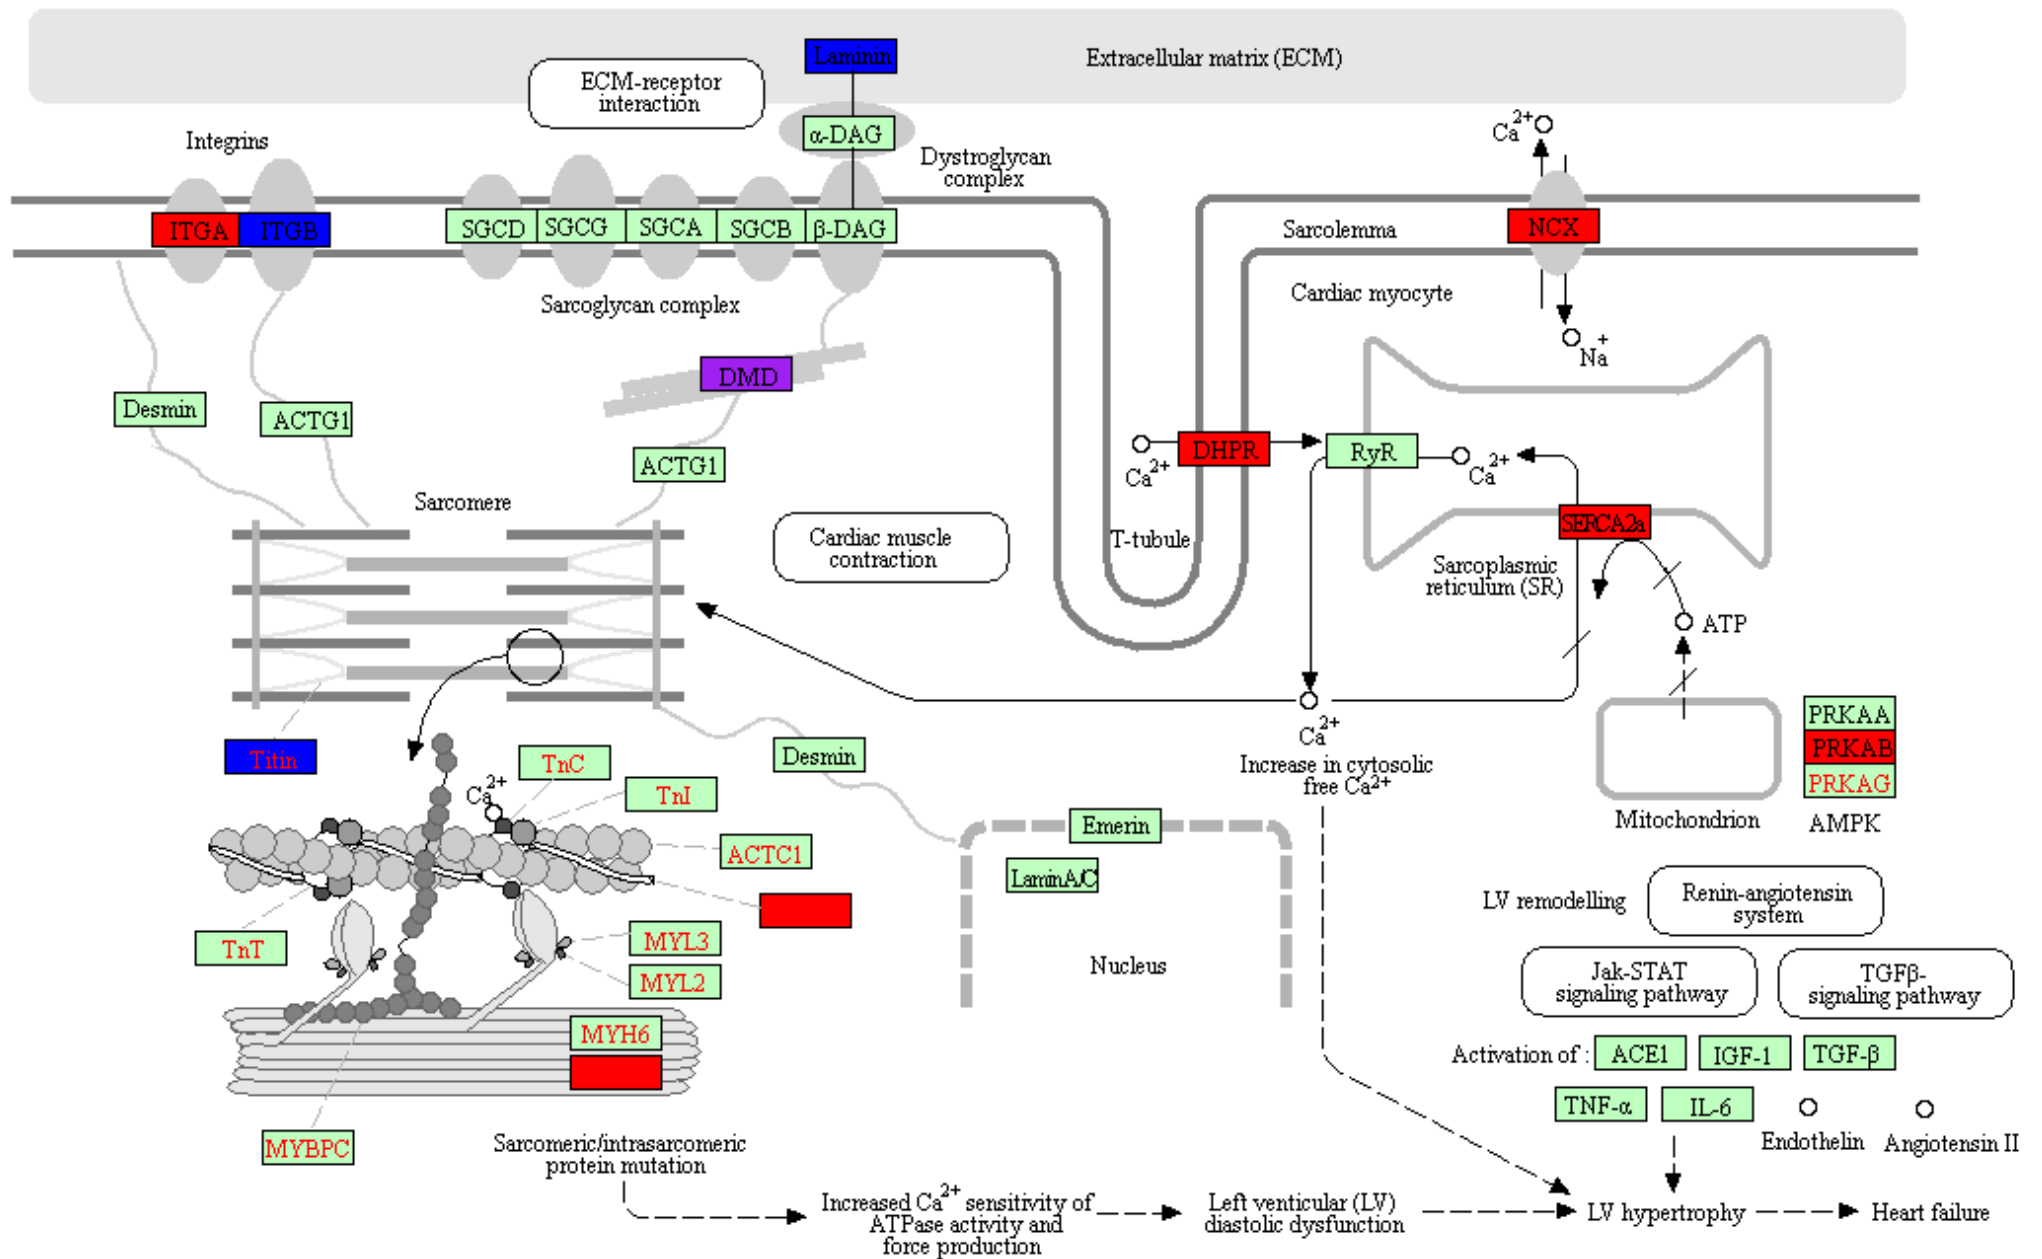 Laminin
Extracellular matrix (ECM)
ECM-receptor
interaction
α-DAG
Ca2+
Integrins
Dystroglycan
complex
ITGA
ITGB
SGCD
SGCG
SGCA
SGCB
β-DAG
Sarcolemma
NCX
Sarcoglycan complex
Cardiac myocyte
Na+
DMD
Desmin
ACTG1
ACTG1
DHPR
RyR
Ca2+
Ca2+
Sarcomere
SERCA2a
Cardiac muscle
contraction
T-tubule
Sarcoplasmic
reticulum (SR)
ATP
PRKAA
PRKAB
PRKAG
AMPK
Mitochondrion
Ca2+
Increase in cytosolic
free Ca2+
Titin
TnC
Desmin
Ca2+
TnI
Emerin
ACTC1
LaminA/C
LV remodelling
Renin-angiotensin
system
TnT
MYL3
MYL2
Nucleus
Jak-STAT
signaling pathway
TGFβ-
signaling pathway
MYH6
Activation of :
ACE1
IGF-1
TGF-β
TNF-α
IL-6
Endothelin
Angiotensin II
MYBPC
Sarcomeric/intrasarcomeric
protein mutation
Increased Ca2+ sensitivity of
ATPase activity and
force production
Left venticular (LV)
diastolic dysfunction
LV hypertrophy
Heart failure